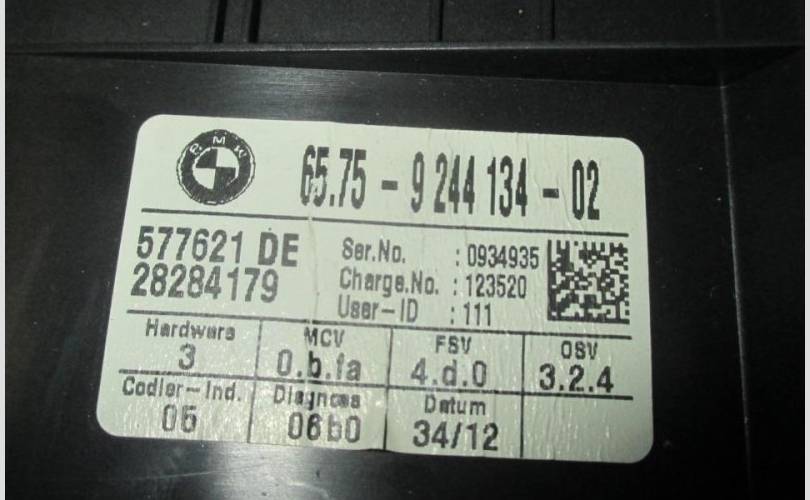 BMW
65.75 - 9 244 134 - 02
577621 DE
28284179
Ser.No. : 0934935
Charge.No. : 123520
User-ID : 111
Hardware MCV FSV OSV
3 0.b.fa 4.d.0 3.2.4
Codier-Ind. Diagnose Datum
05 06b0 34/12